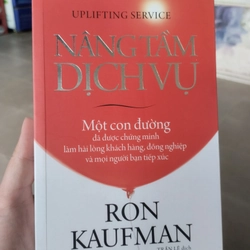 UPLIFTING SERVICE
NÂNG TẦM
DỊCH VỤ
Một con đường
đã được chứng minh
làm hài lòng khách hàng, đồng nghiệp
và mọi người bạn tiếp xúc
RON
KAUFMAN
dịch